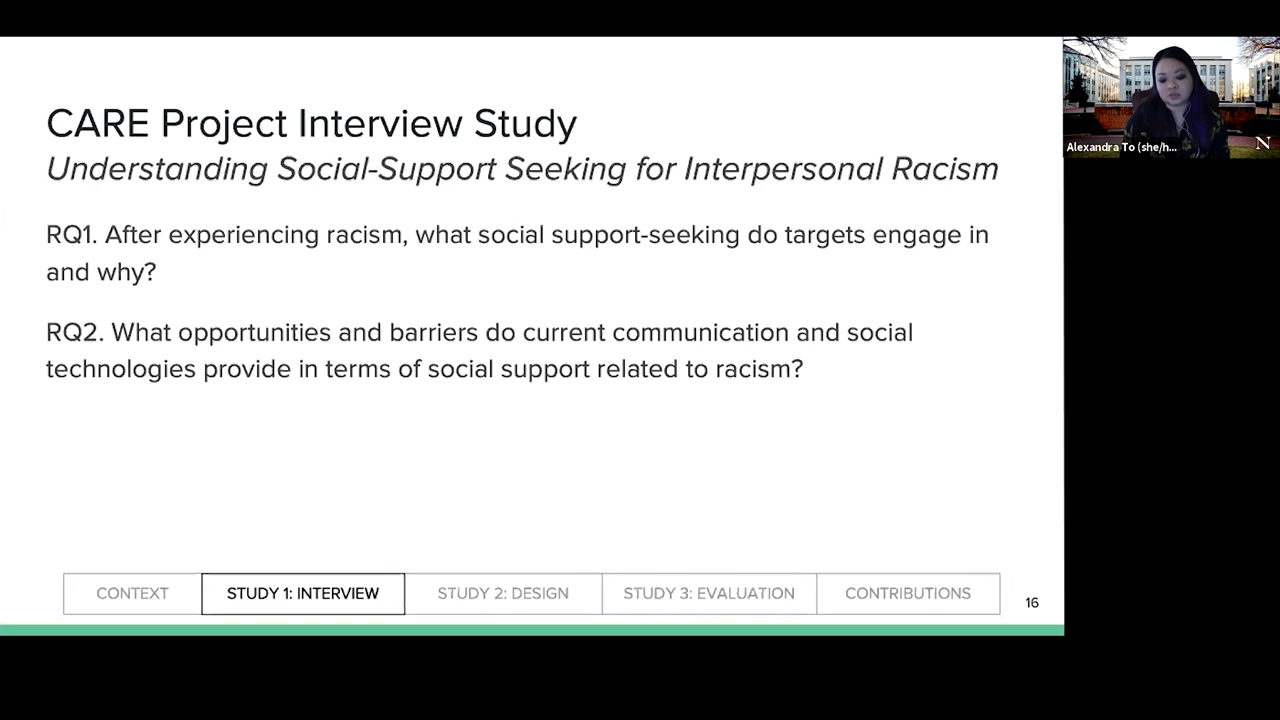 CARE Project Interview Study
Understanding Social-Support Seeking for Interpersonal Racism
RQ1. After experiencing racism, what social support-seeking do targets engage in
and why?
RQ2. What opportunities and barriers do current communication and social
technologies provide in terms of social support related to racism?
CONTEXT
STUDY 1: INTERVIEW
STUDY 2: DESIGN
STUDY 3: EVALUATION
CONTRIBUTIONS
16
Alexandra To (she/h...
N